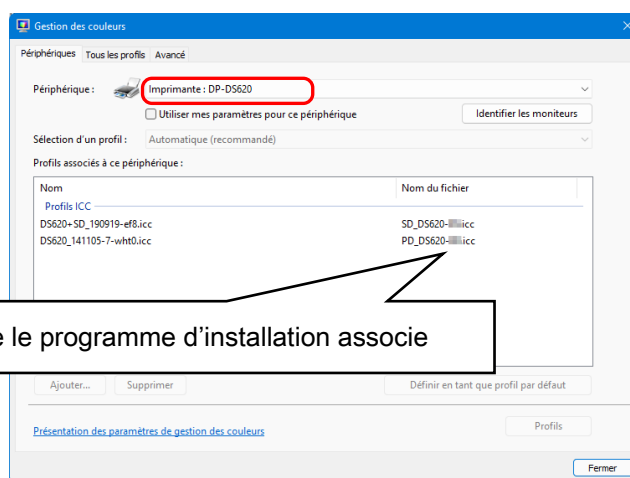 Gestion des couleurs
Périphériques Tous les profils Avancé
Périphérique : Imprimante : DP-DS620
Utiliser mes paramètres pour ce périphérique Identifier les moniteurs
Sélection d'un profil : Automatique (recommandé)
Profils associés à ce périphérique :
Nom Nom du fichier
Profils ICC
DS620+SD_190919-ef8.icc SD_DS620- icc
DS620_141105-7-wht0.icc PD_DS620- icc
e le programme d’installation associe
Ajouter... Supprimer Définir en tant que profil par défaut
Présentation des paramètres de gestion des couleurs Profils
Fermer